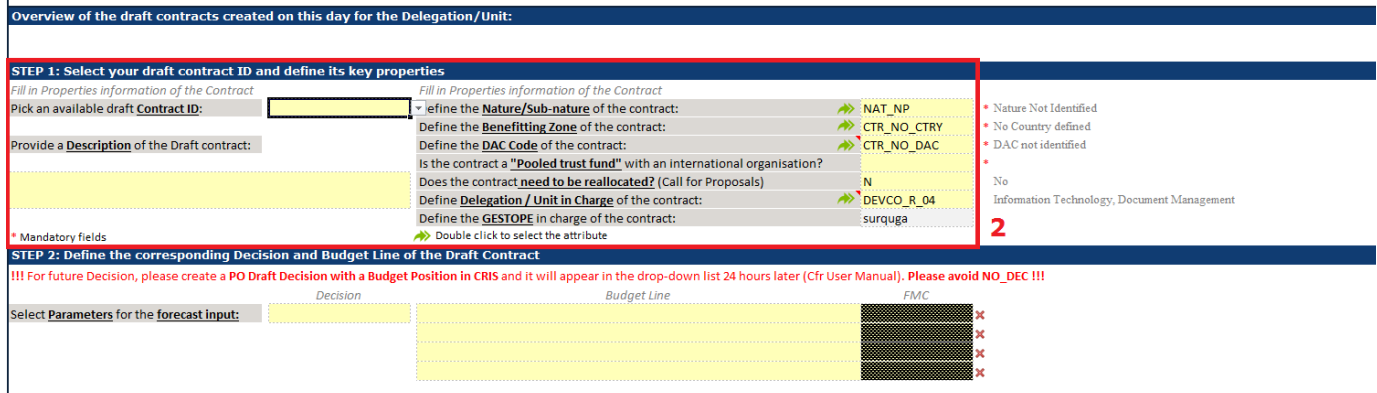 Overview of the draft contracts created on this day for the Delegation/Unit:
STEP 1: Select your draft contract ID and define its key properties
Fill in Properties information of the Contract Fill in Properties information of the Contract
Pick an available draft Contract ID: Define the Nature/Sub-nature of the contract: NAT_NP * Nature Not Identified
Define the Benefitting Zone of the contract: CTR_NO_CTRY * No Country defined
Provide a Description of the Draft contract: Define the DAC Code of the contract: CTR_NO_DAC * DAC not identified
Is the contract a "Pooled trust fund" with an international organisation? *
Does the contract need to be reallocated? (Call for Proposals) N No
Define Delegation / Unit in Charge of the contract: DEVCO_R_04 Information Technology, Document Management
Define the GESTOPE in charge of the contract: surquga 2
* Mandatory fields Double click to select the attribute
STEP 2: Define the corresponding Decision and Budget Line of the Draft Contract
!!! For future Decision, please create a PO Draft Decision with a Budget Position in CRIS and it will appear in the drop-down list 24 hours later (Cfr User Manual). Please avoid NO_DEC !!!
Decision Budget Line FMC
Select Parameters for the forecast input: